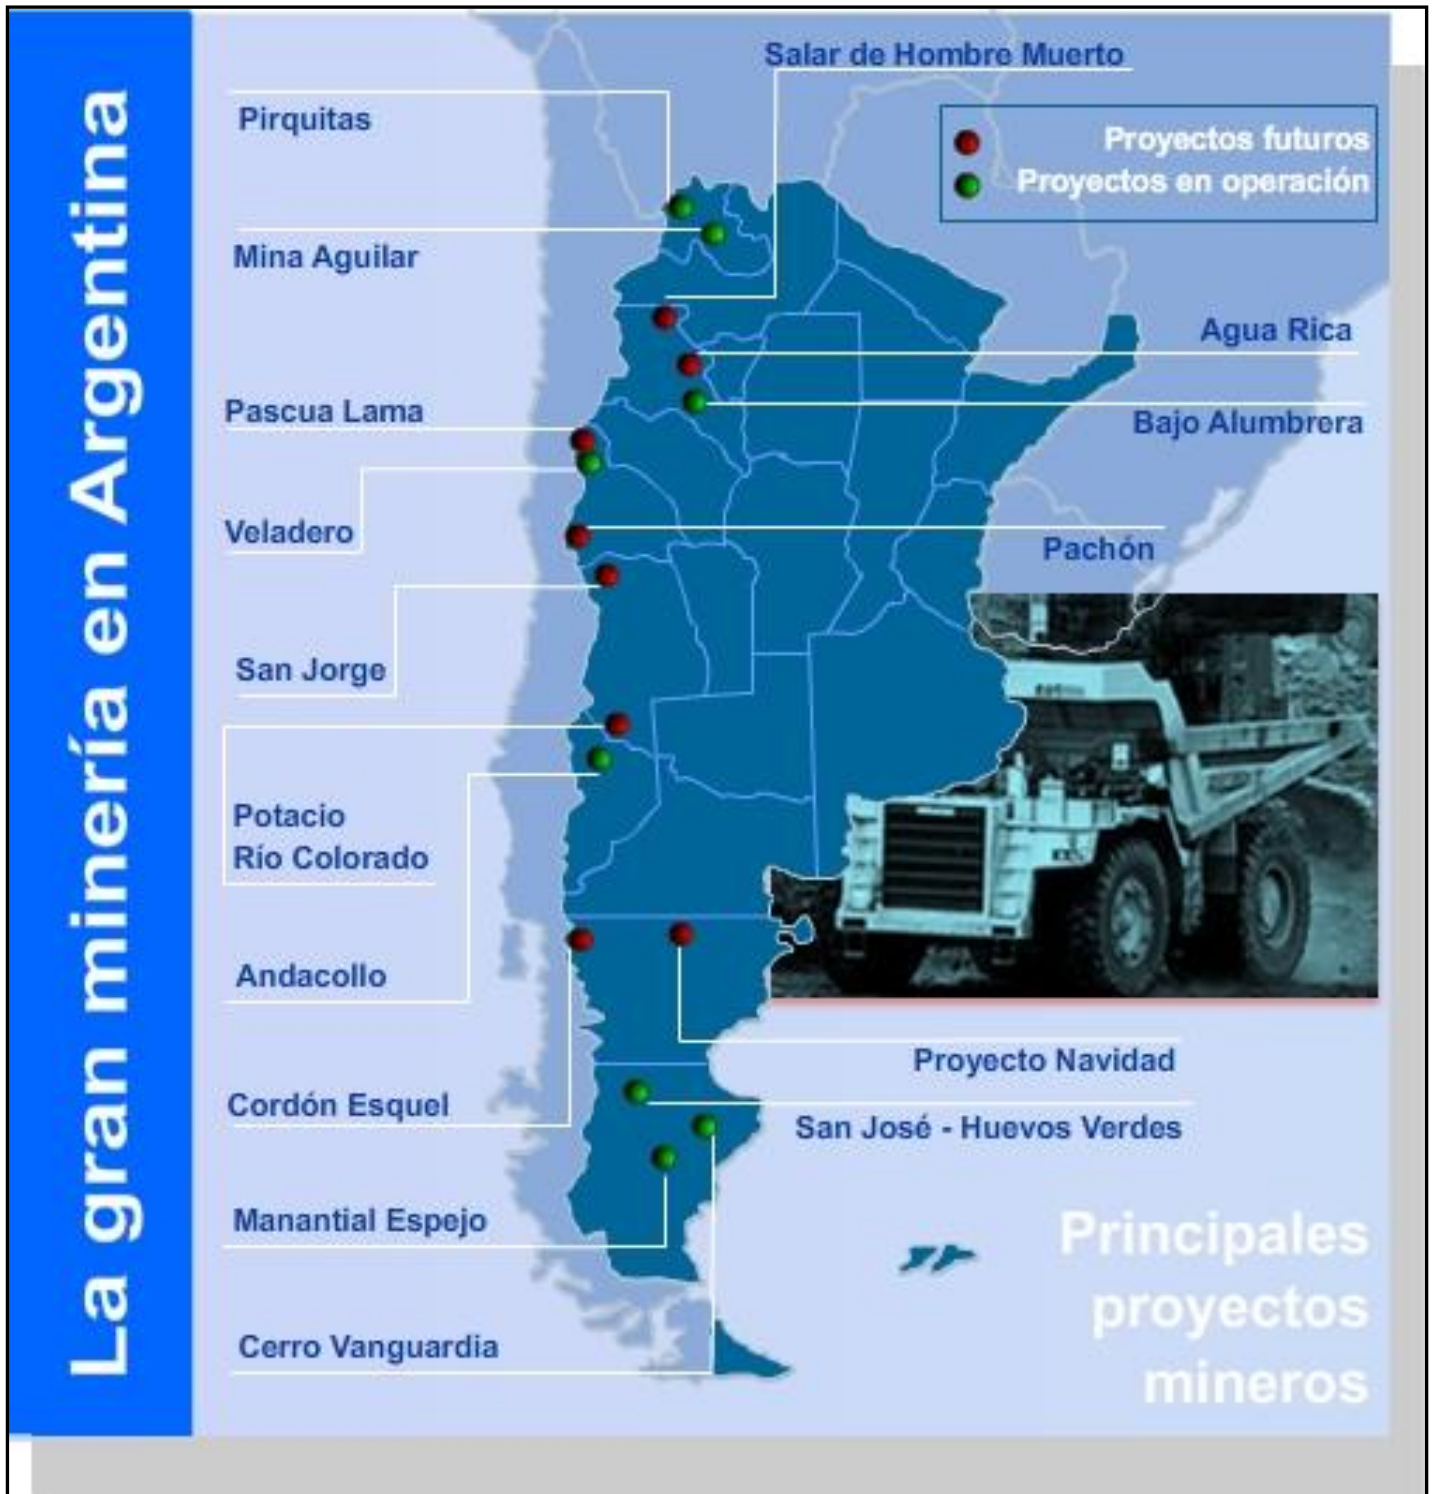 La gran minería en Argentina
Salar de Hombre Muerto
Pirquitas
Proyectos futuros
Proyectos en operación
Mina Aguilar
Agua Rica
Pascua Lama
Bajo Alumbrera
Veladero
Pachón
San Jorge
Potacio
Río Colorado
Andacollo
Proyecto Navidad
Cordón Esquel
San José - Huevos Verdes
Manantial Espejo
Principales
proyectos
mineros
Cerro Vanguardia